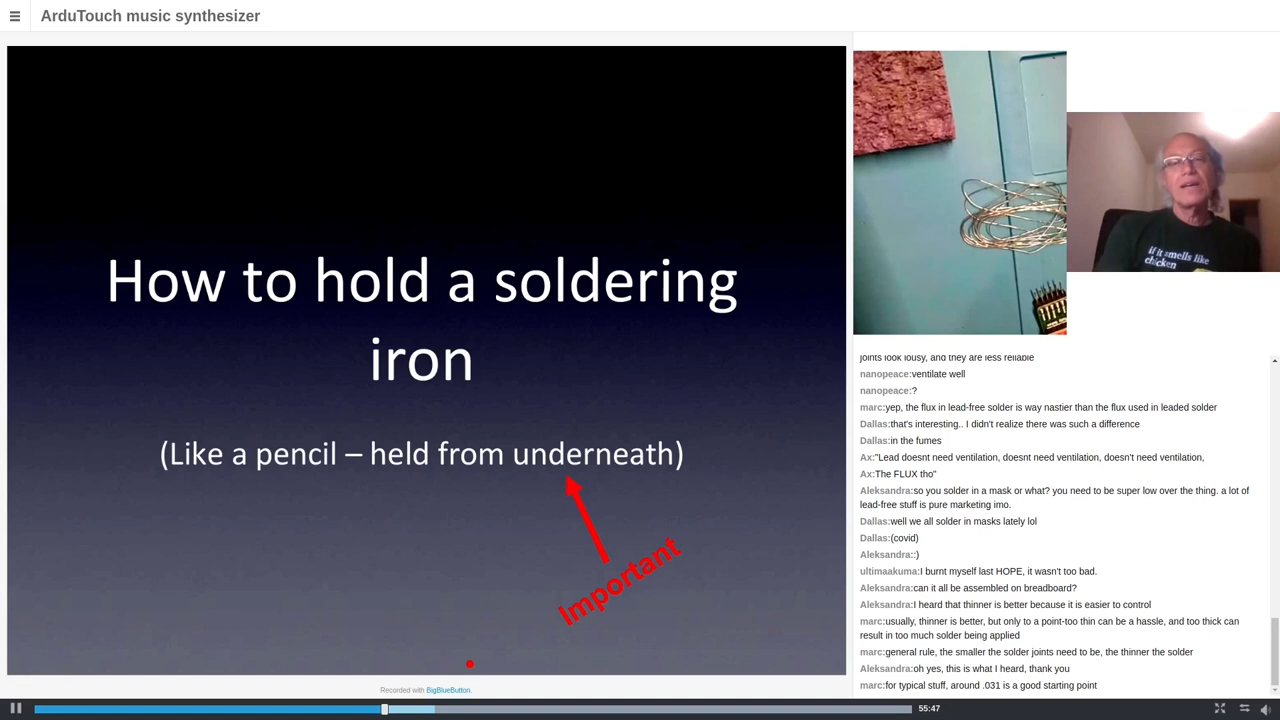 ArduTouch music synthesizer
How to hold a soldering
iron
(Like a pencil – held from underneath)
Important
Recorded with BigBlueButton.
if it smells like
chicken
joints look lousy, and they are less reliable
nanopeace:ventilate well
nanopeace:?
marc:yep, the flux in lead-free solder is way nastier than the flux used in leaded solder
Dallas:that's interesting.. I didn't realize there was such a difference
Dallas:in the fumes
Ax:"Lead doesnt need ventilation, doesnt need ventilation, doesn't need ventilation,
Ax:The FLUX tho"
Aleksandra:so you solder in a mask or what? you need to be super low over the thing. a lot of
lead-free stuff is pure marketing imo.
Dallas:well we all solder in masks lately lol
Dallas:(covid)
Aleksandra::)
ultimaakuma:I burnt myself last HOPE, it wasn't too bad.
Aleksandra:can it all be assembled on breadboard?
Aleksandra:I heard that thinner is better because it is easier to control
marc:usually, thinner is better, but only to a point-too thin can be a hassle, and too thick can
result in too much solder being applied
marc:general rule, the smaller the solder joints need to be, the thinner the solder
Aleksandra:oh yes, this is what I heard, thank you
marc:for typical stuff, around .031 is a good starting point
55:47